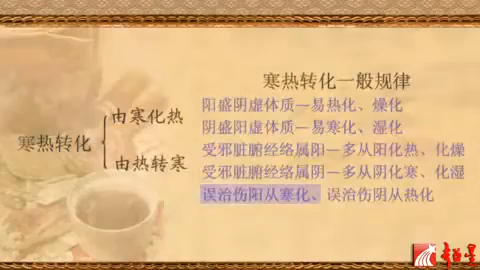 寒热转化一般规律
寒热转化
由寒化热
由热转寒
阳盛阴虚体质—易热化、燥化
阴盛阳虚体质—易寒化、湿化
受邪脏腑经络属阳—多从阳化热、化燥
受邪脏腑经络属阴—多从阴化寒、化湿
误治伤阳从寒化、误治伤阴从热化